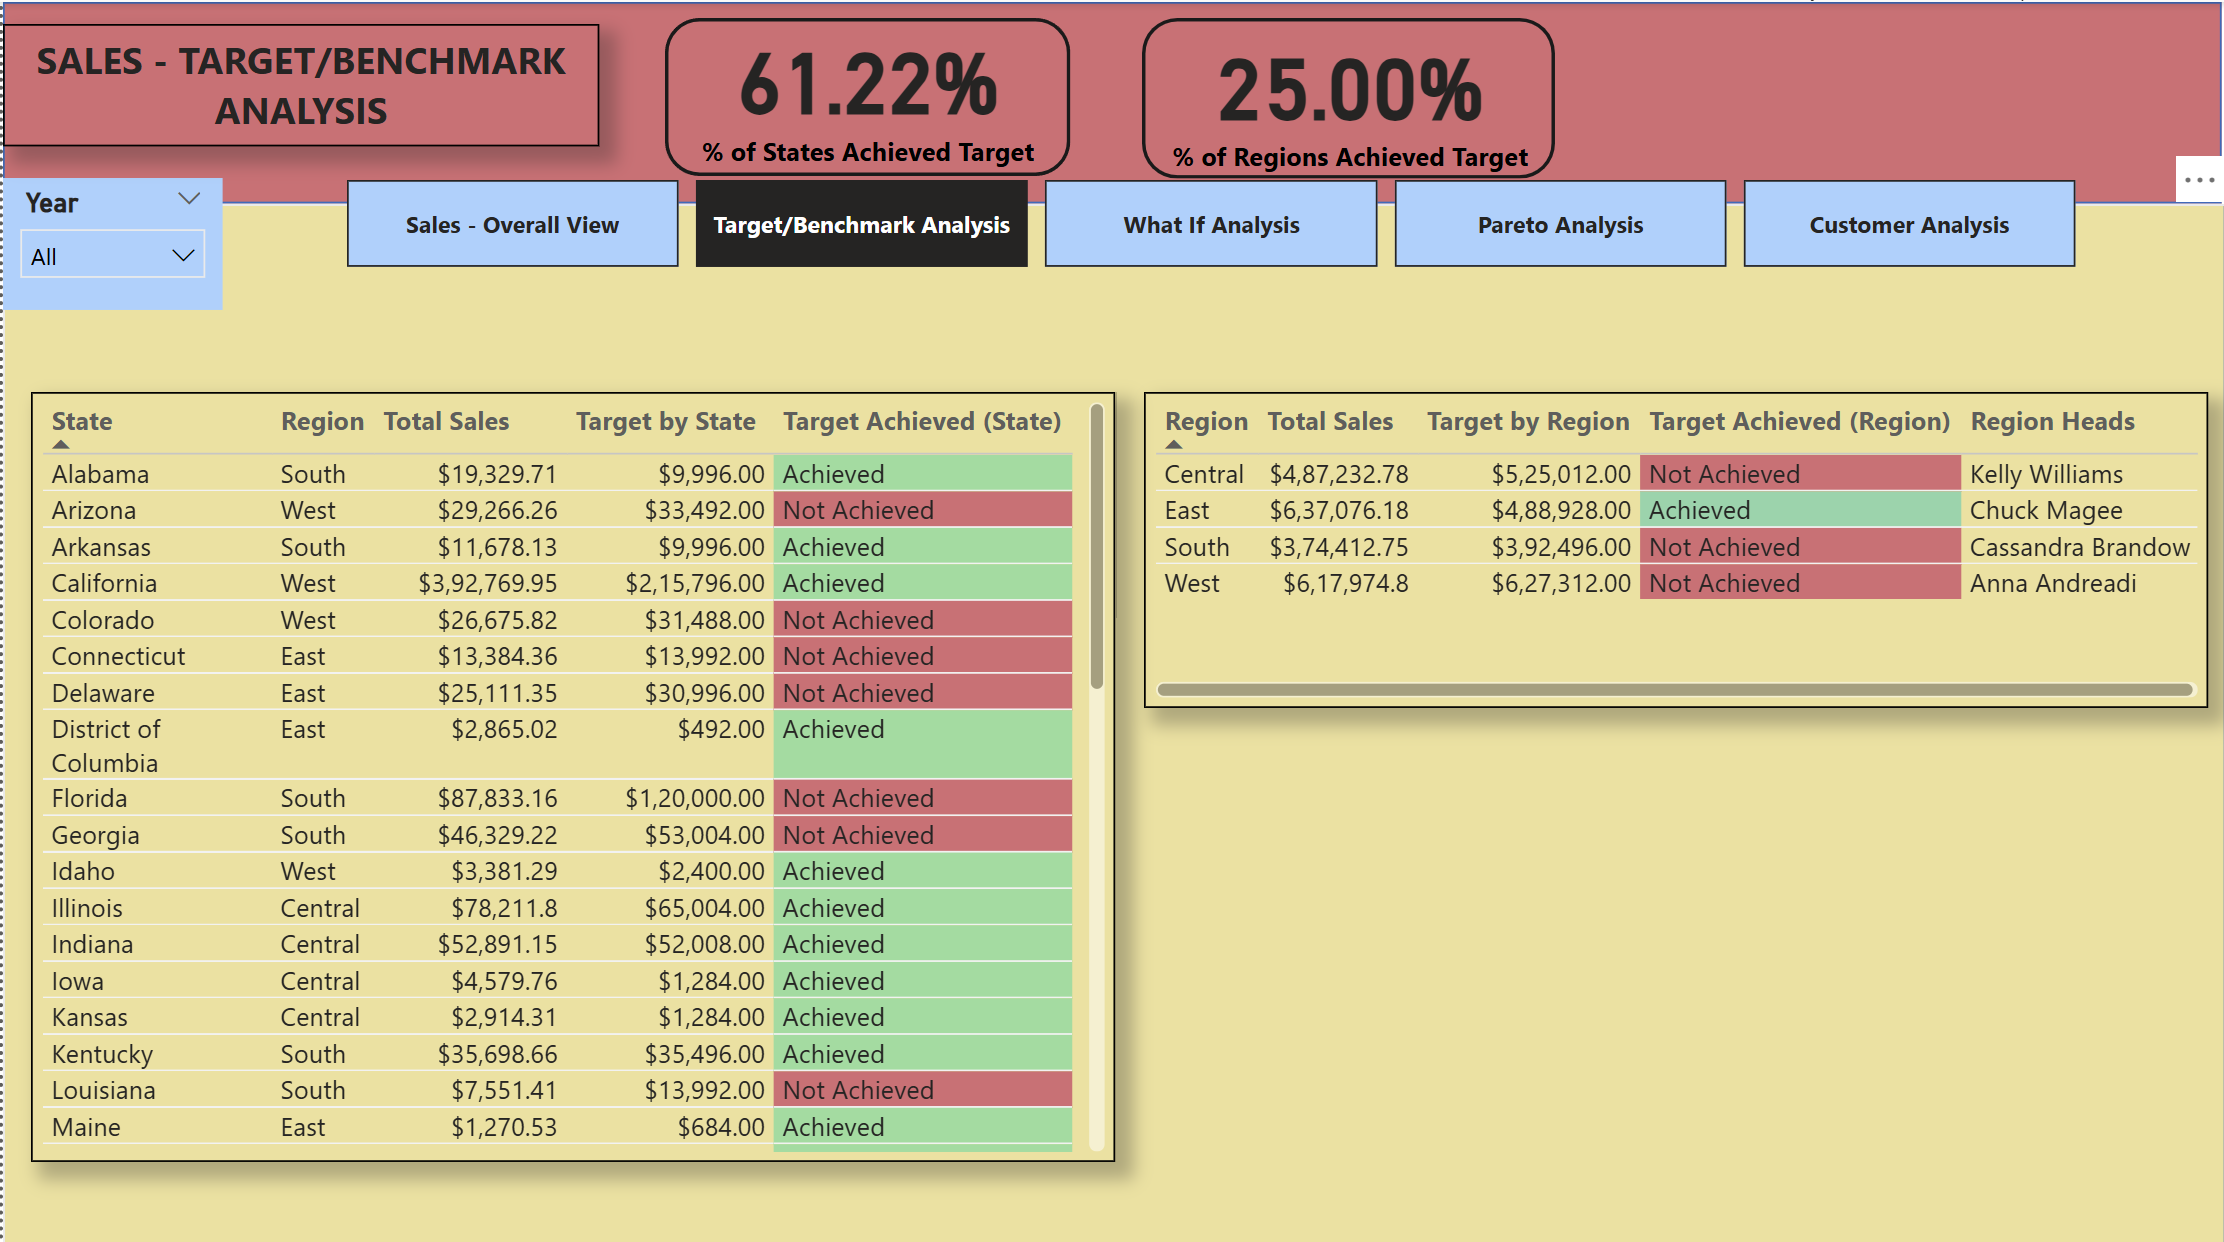 SALES - TARGET/BENCHMARK
ANALYSIS
61.22%
% of States Achieved Target
25.00%
% of Regions Achieved Target
Year
All
Sales - Overall View
Target/Benchmark Analysis
What If Analysis
Pareto Analysis
Customer Analysis
State Region Total Sales Target by State Target Achieved (State)
Alabama South $19,329.71 $9,996.00 Achieved
Arizona West $29,266.26 $33,492.00 Not Achieved
Arkansas South $11,678.13 $9,996.00 Achieved
California West $3,92,769.95 $2,15,796.00 Achieved
Colorado West $26,675.82 $31,488.00 Not Achieved
Connecticut East $13,384.36 $13,992.00 Not Achieved
Delaware East $25,111.35 $30,996.00 Not Achieved
District of East $2,865.02 $492.00 Achieved
Columbia
Florida South $87,833.16 $1,20,000.00 Not Achieved
Georgia South $46,329.22 $53,004.00 Not Achieved
Idaho West $3,381.29 $2,400.00 Achieved
Illinois Central $78,211.8 $65,004.00 Achieved
Indiana Central $52,891.15 $52,008.00 Achieved
Iowa Central $4,579.76 $1,284.00 Achieved
Kansas Central $2,914.31 $1,284.00 Achieved
Kentucky South $35,698.66 $35,496.00 Achieved
Louisiana South $7,551.41 $13,992.00 Not Achieved
Maine East $1,270.53 $684.00 Achieved
Region Total Sales Target by Region Target Achieved (Region) Region Heads
Central $4,87,232.78 $5,25,012.00 Not Achieved Kelly Williams
East $6,37,076.18 $4,88,928.00 Achieved Chuck Magee
South $3,74,412.75 $3,92,496.00 Not Achieved Cassandra Brandow
West $6,17,974.8 $6,27,312.00 Not Achieved Anna Andreadi